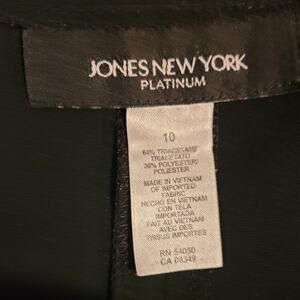 JONES NEW YORK
PLATINUM
10
64% TRIACETATE/
TRIACETATO
36% POLYESTER/
POLIESTER
MADE IN VIETNAM
OF IMPORTED
FABRIC
HECHO EN VIETNAM
CON TELA
IMPORTADA
FAIT AU VIETNAM
AVEC DES
TISSUS IMPORTES
RN 54050
CA 08349